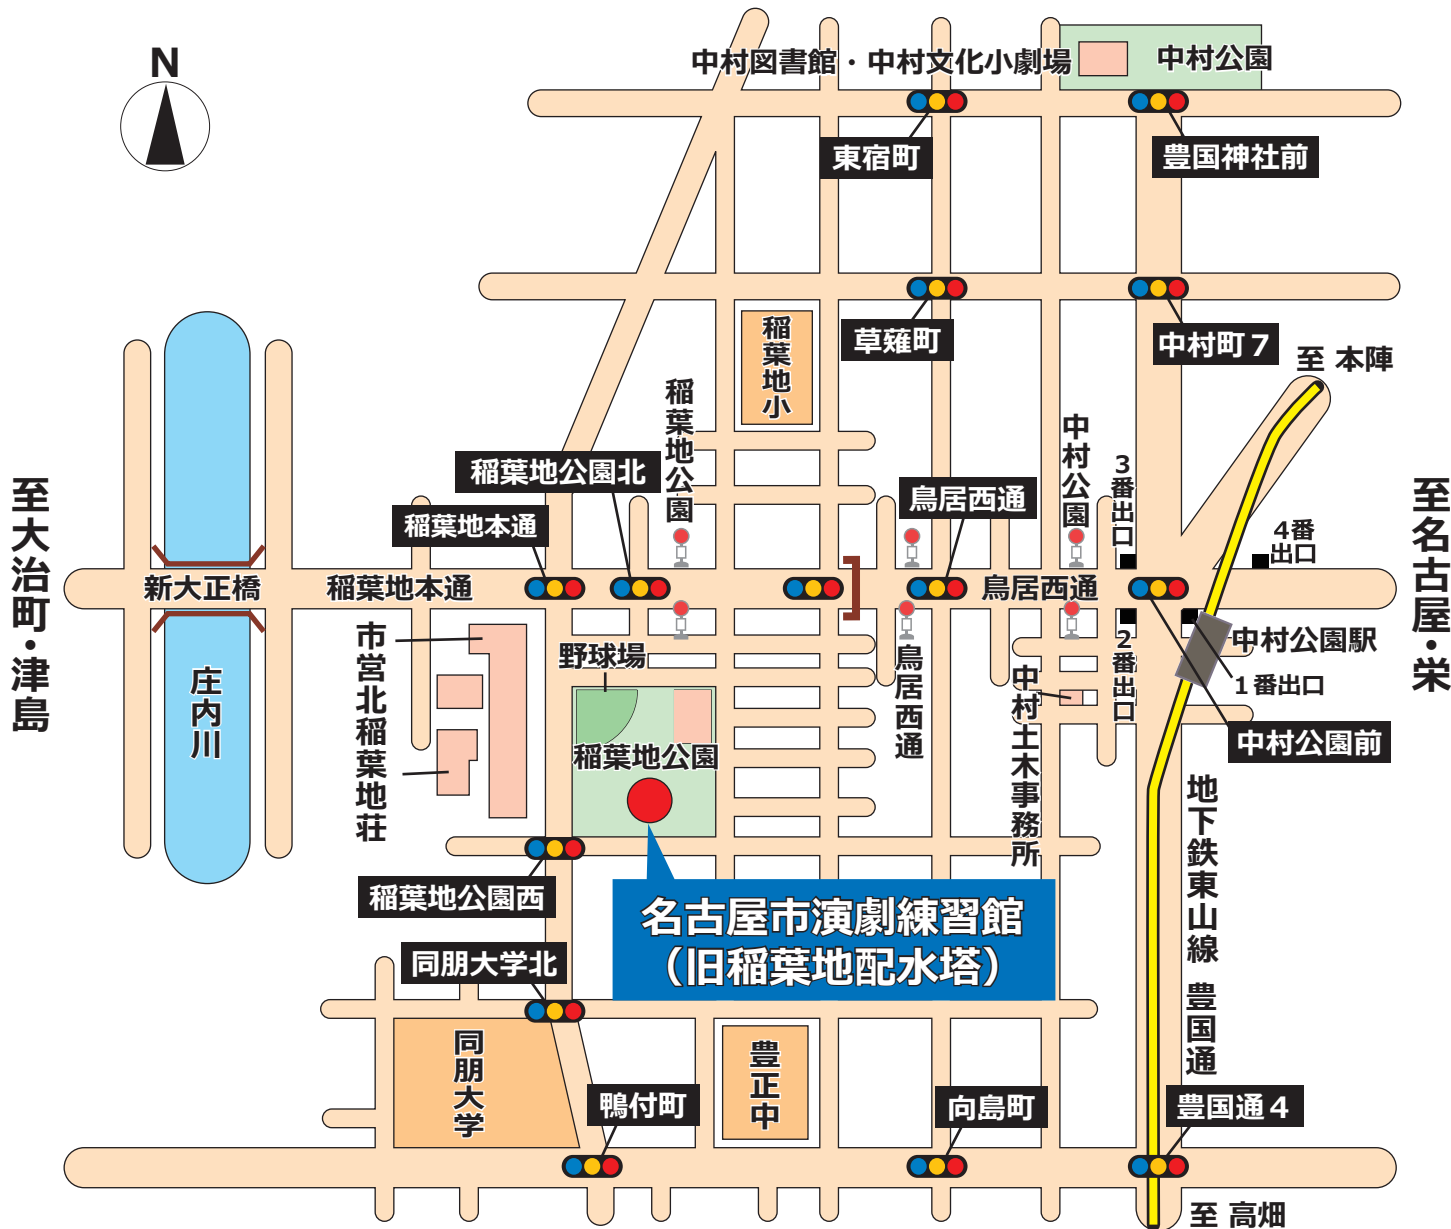 N
中村図書館・中村文化小劇場
中村公園
東宿町
豊国神社前
草薙町
中村町7
至 本陣
稲葉地小
稲葉地公園
稲葉地公園北
稲葉地本通
鳥居西通
中村公園
3番出口
4番
出口
至大治町・津島
至名古屋・栄
新大正橋
稲葉地本通
鳥居西通
庄内川
市営北稲葉地荘
野球場
鳥居西通
中村土木事務所
2番出口
中村公園駅
1番出口
中村公園前
稲葉地公園
地下鉄東山線
豊国通
稲葉地公園西
名古屋市演劇練習館
（旧稲葉地配水塔）
同朋大学北
同朋大学
豊正中
鴨付町
向島町
豊国通4
至 高畑